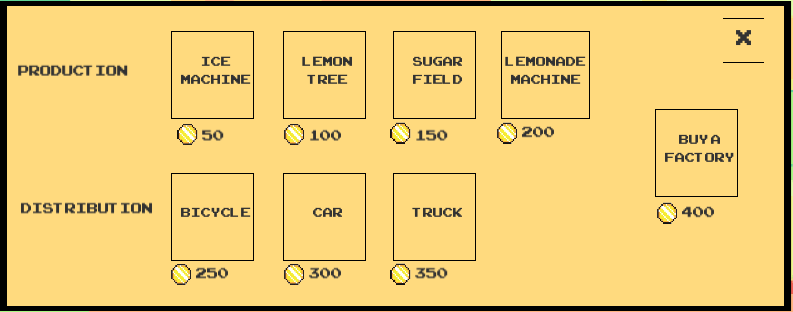 X
PRODUCTION
ICE
MACHINE
LEMON
TREE
SUGAR
FIELD
LEMONADE
MACHINE
50
100
150
200
BUY A
FACTORY
400
DISTRIBUTION
BICYCLE
CAR
TRUCK
250
300
350